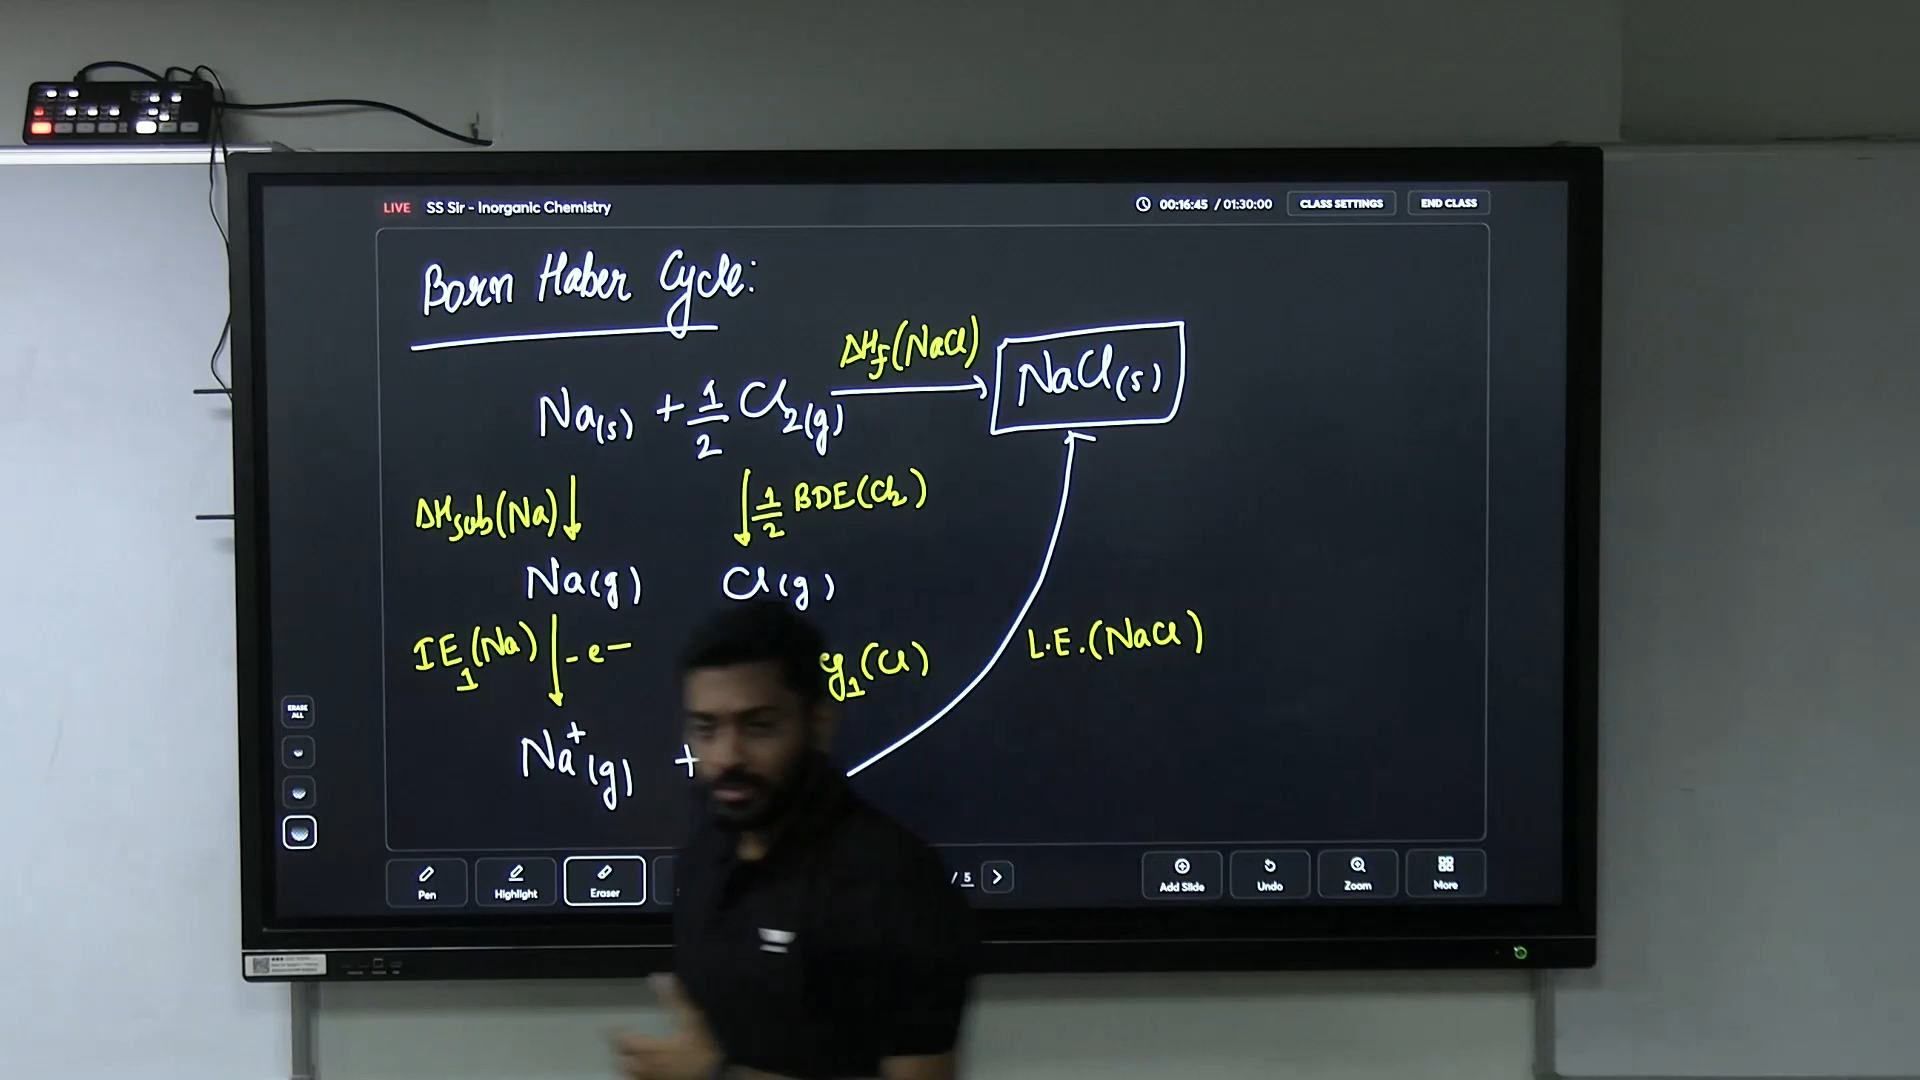 LIVE SS Sir - Inorganic Chemistry 00:16:45 / 01:30:00 CLASS SETTINGS END CLASS
Born Haber Cycle:
ΔHf(NaCl)
Na(s) + 1/2 Cl2(g) NaCl(s)
ΔHsub(Na) 1/2 BDE(Cl2)
Na(g) Cl(g)
IE1(Na) -e- g1(Cl) L.E.(NaCl)
Na+(g) +
ERASE ALL
Pen Highlight Eraser / 5 Add Slide Undo Zoom More